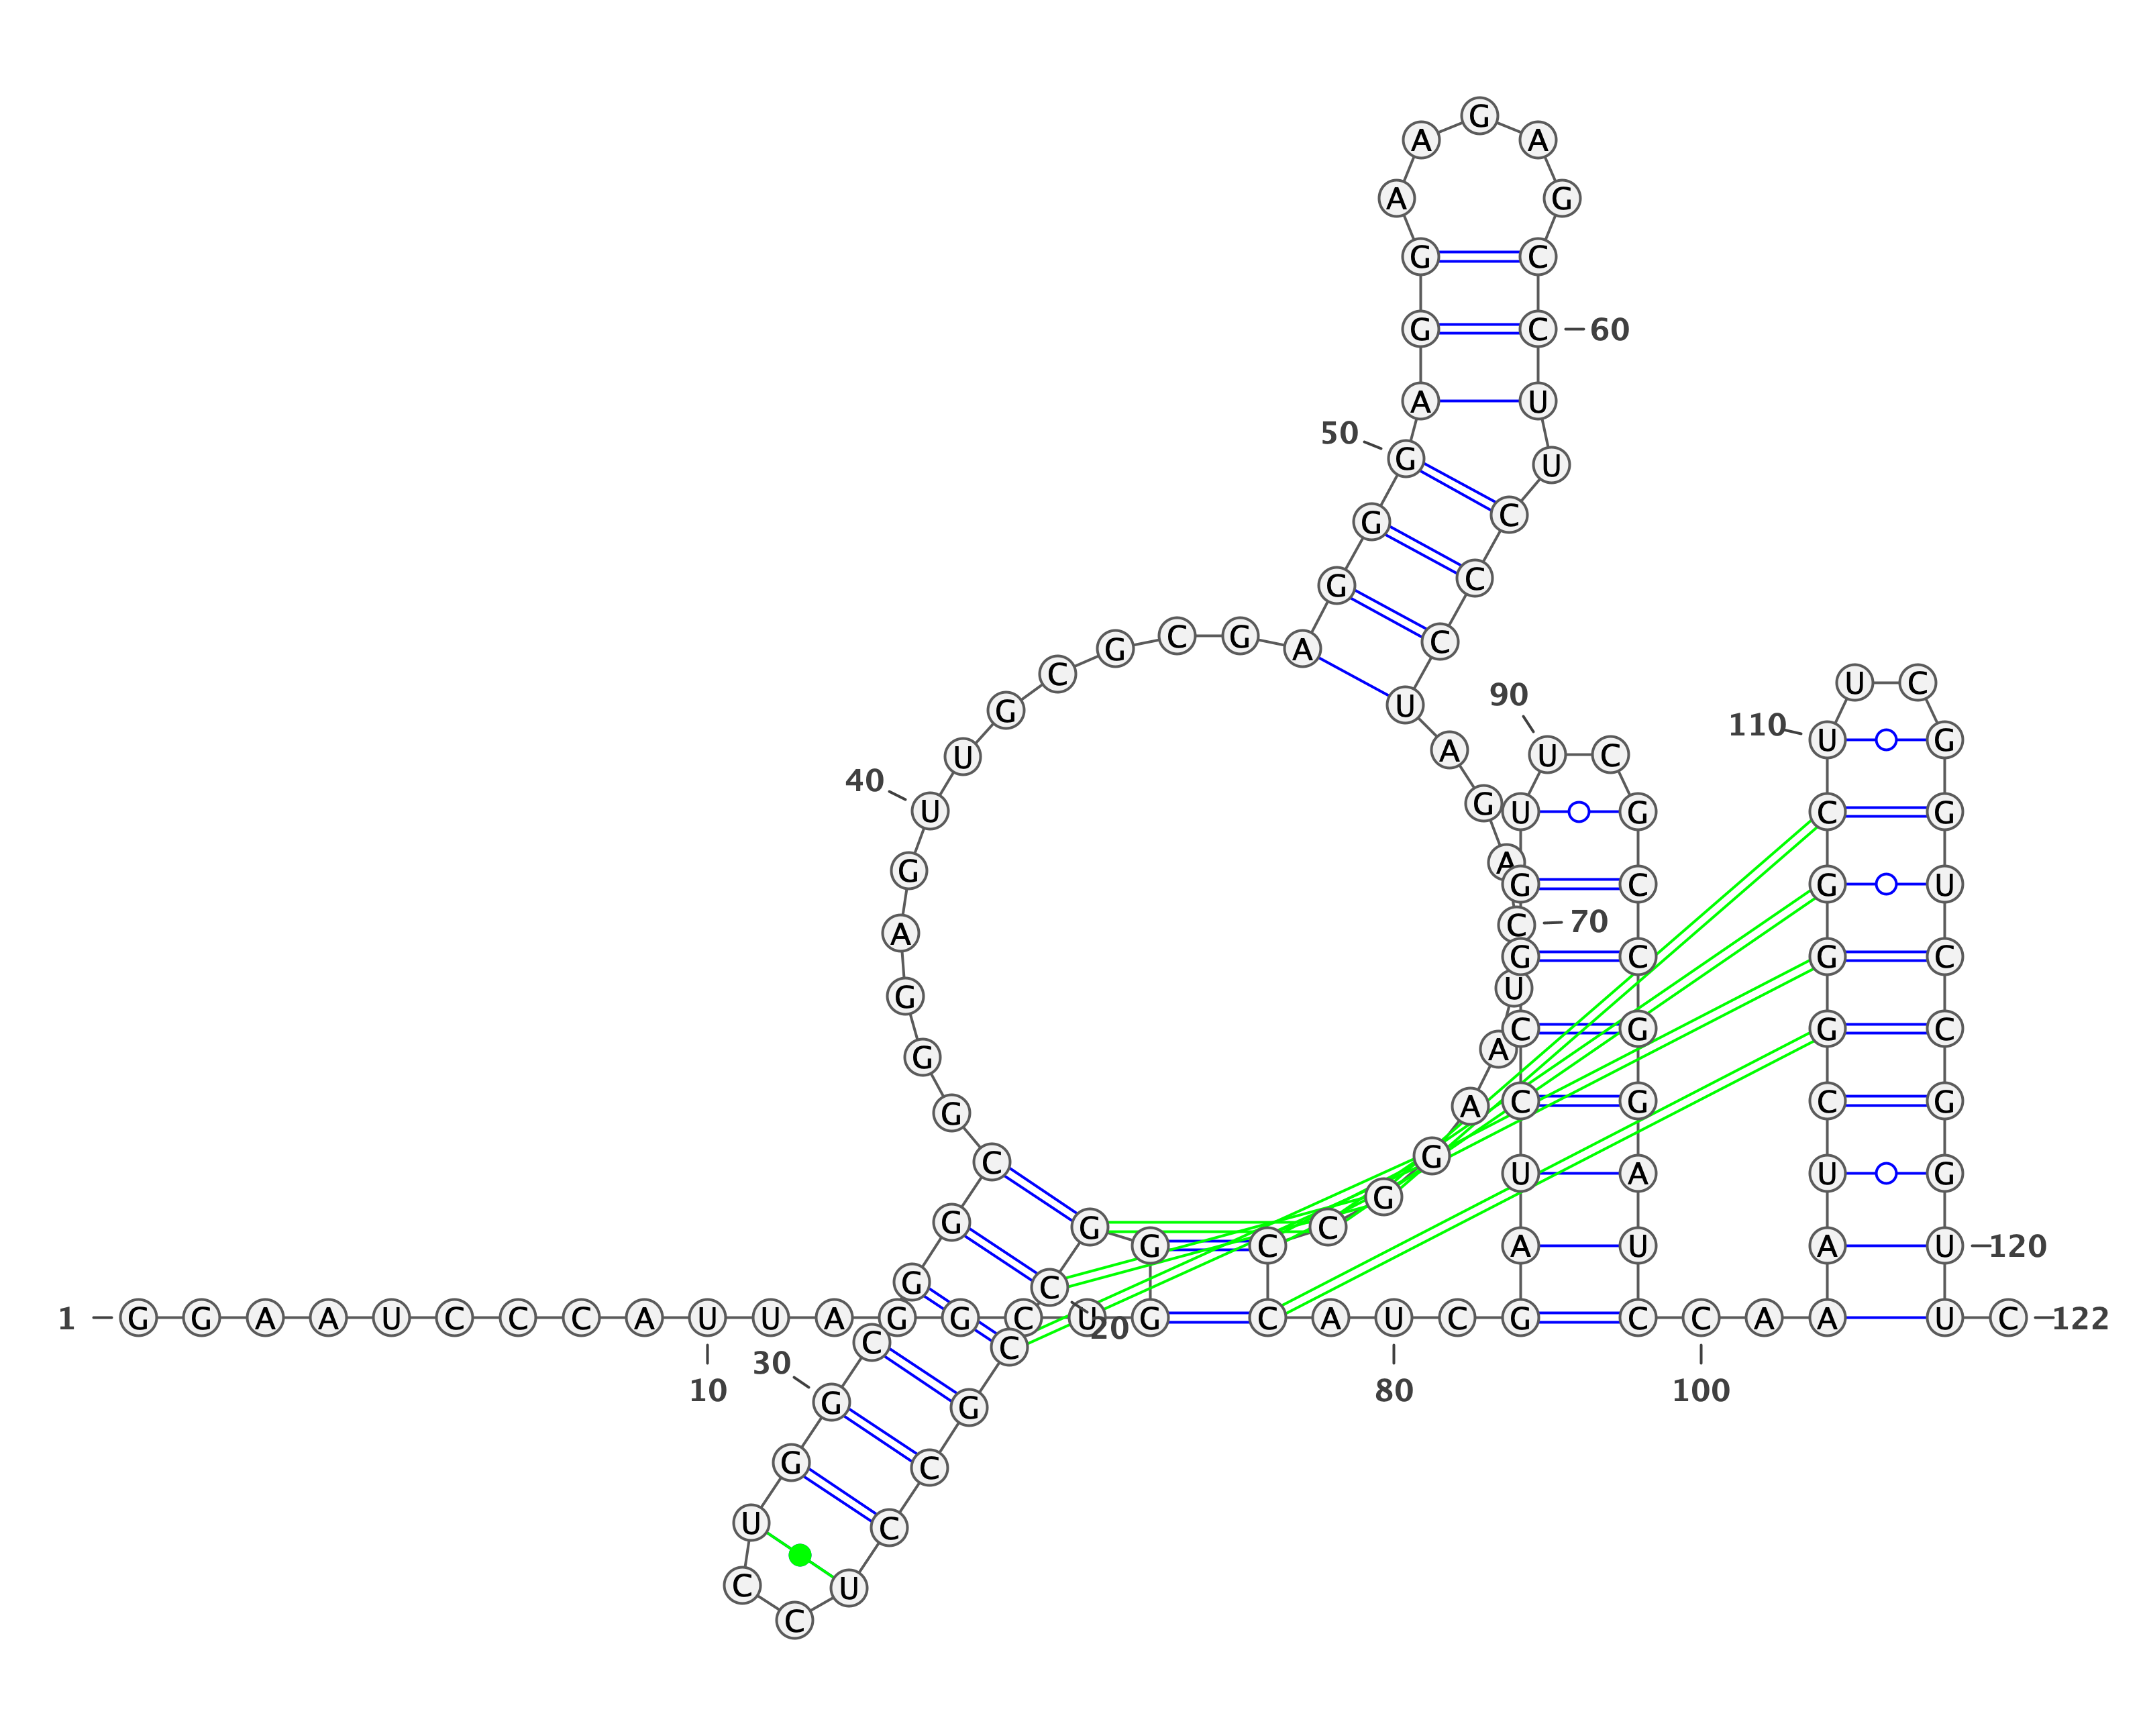 G
A A
A G
G C
G C 60
A U
50
G U
G C
G C
G C G A C
C U C
90
G U
110 U G
U A U C
40
U G U G C G
G A G C G U
A C 70
G C G C
G U
C G G C
G A
G A C G C G
C G U A U G
G G C G
G C A U A U 120
G C
1 G G A A U C C C A U U A G G C U G C A U C G C C A A U C 122
20
C C
30
10 80 100
G G
G C
U C
C U
C